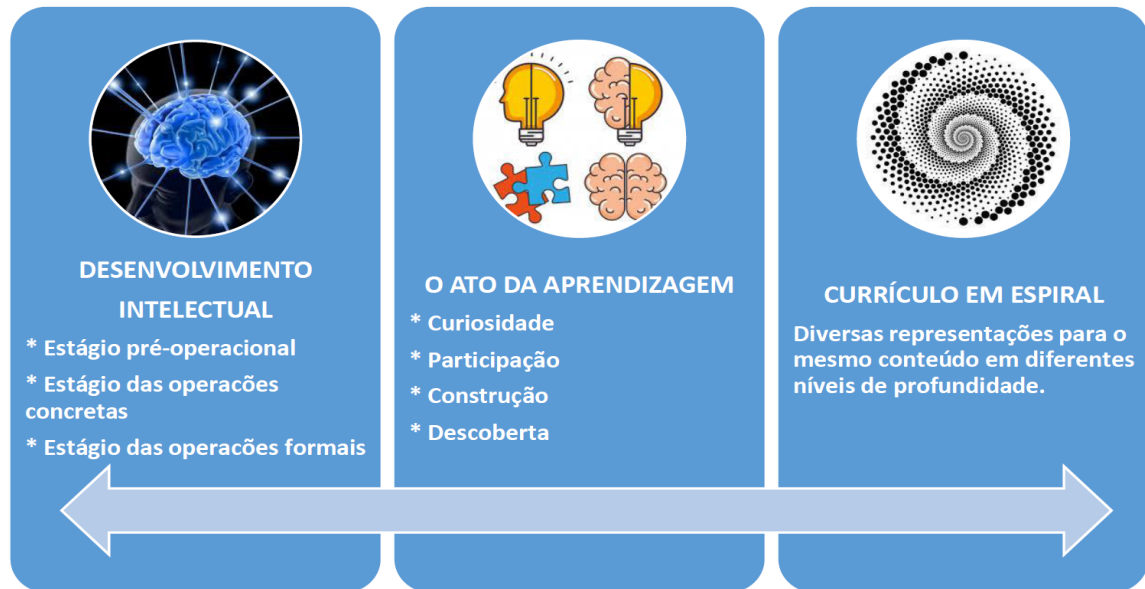 DESENVOLVIMENTO
INTELECTUAL
* Estágio pré-operacional
* Estágio das operacões
concretas
* Estágio das operacões formais
O ATO DA APRENDIZAGEM
* Curiosidade
* Participação
* Construção
* Descoberta
CURRÍCULO EM ESPIRAL
Diversas representações para o
mesmo conteúdo em diferentes
níveis de profundidade.